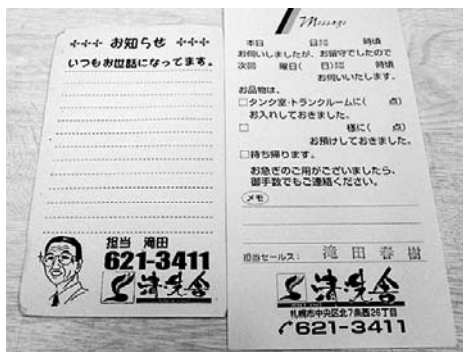 お知らせ
いつもお世話になってます。
担当 滝田
621-3411
清洗舎
Message
本日 日 時頃
お伺いしましたが、お留守でしたので
次回 曜日( 日) 時頃
お伺いいたします。
お品物は、
□タンク室・トランクルームに( 点)
お入れしておきました。
□ 様に( 点)
お預けしておきました。
□持ち帰ります。
お急ぎのご用がございましたら、
御手数でもご連絡ください。
メモ
担当セールス: 滝田春樹
清洗舎
札幌市中央区北7条西26丁目
621-3411